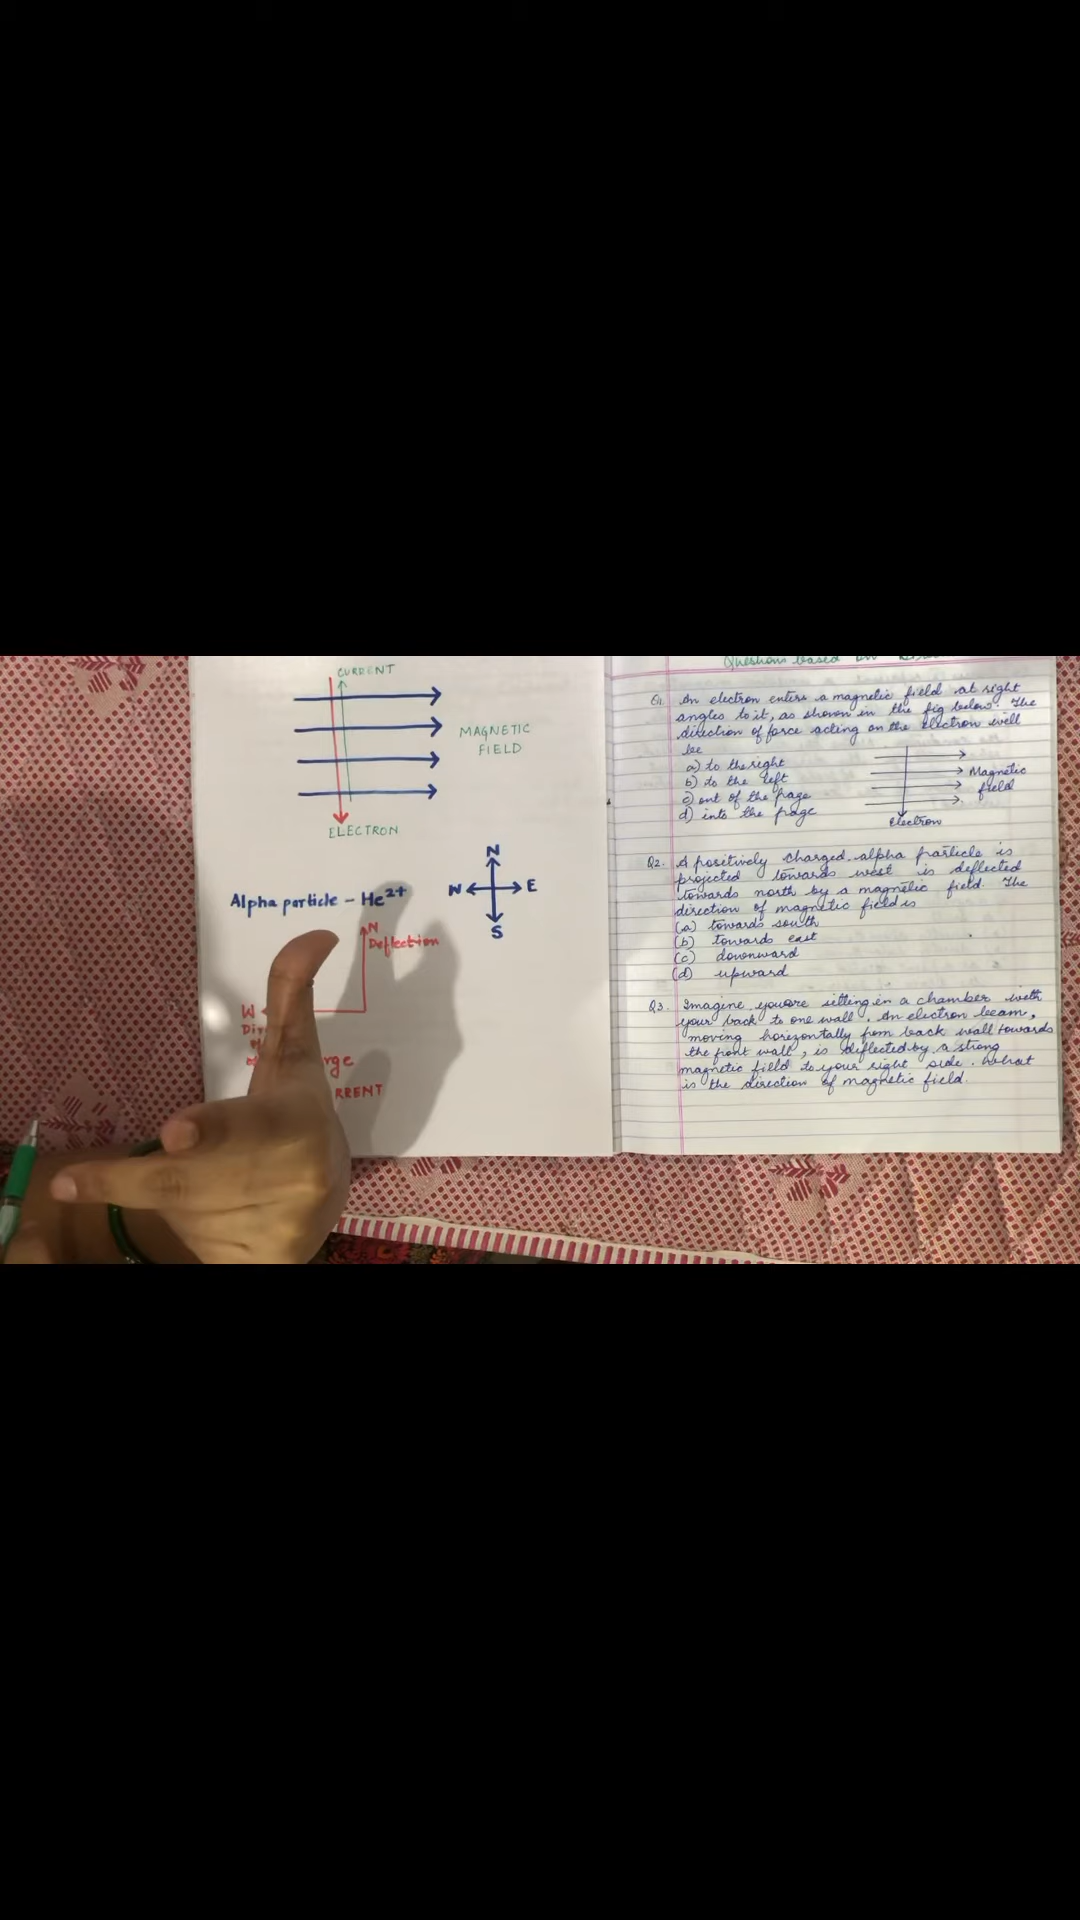 CURRENT
MAGNETIC
FIELD
ELECTRON
N
W E
S
Alpha particle - He2+
N
Deflection
W
Dir
rge
RRENT
Questions based on
Q1. An electron enters a magnetic field at right
angles to it, as shown in the fig below. The
direction of force acting on the electron will
be
a) to the right
b) to the left
c) out of the page
d) into the page
Magnetic
field
Electron
Q2. A positively charged alpha particle is
projected towards west is deflected
towards north by a magnetic field. The
direction of magnetic field is
(a) towards south
(b) towards east
(c) downward
(d) upward
Q3. Imagine you are sitting in a chamber with
your back to one wall. An electron beam,
moving horizontally from back wall towards
the front wall, is deflected by a strong
magnetic field to your right side. What
is the direction of magnetic field.